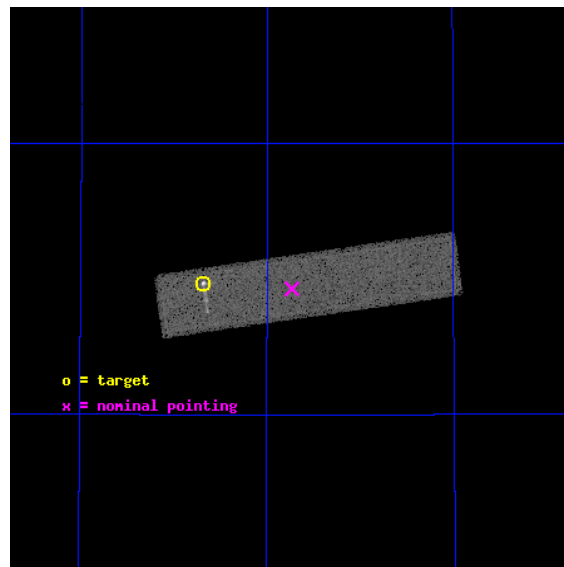 o = target
x = nominal pointing